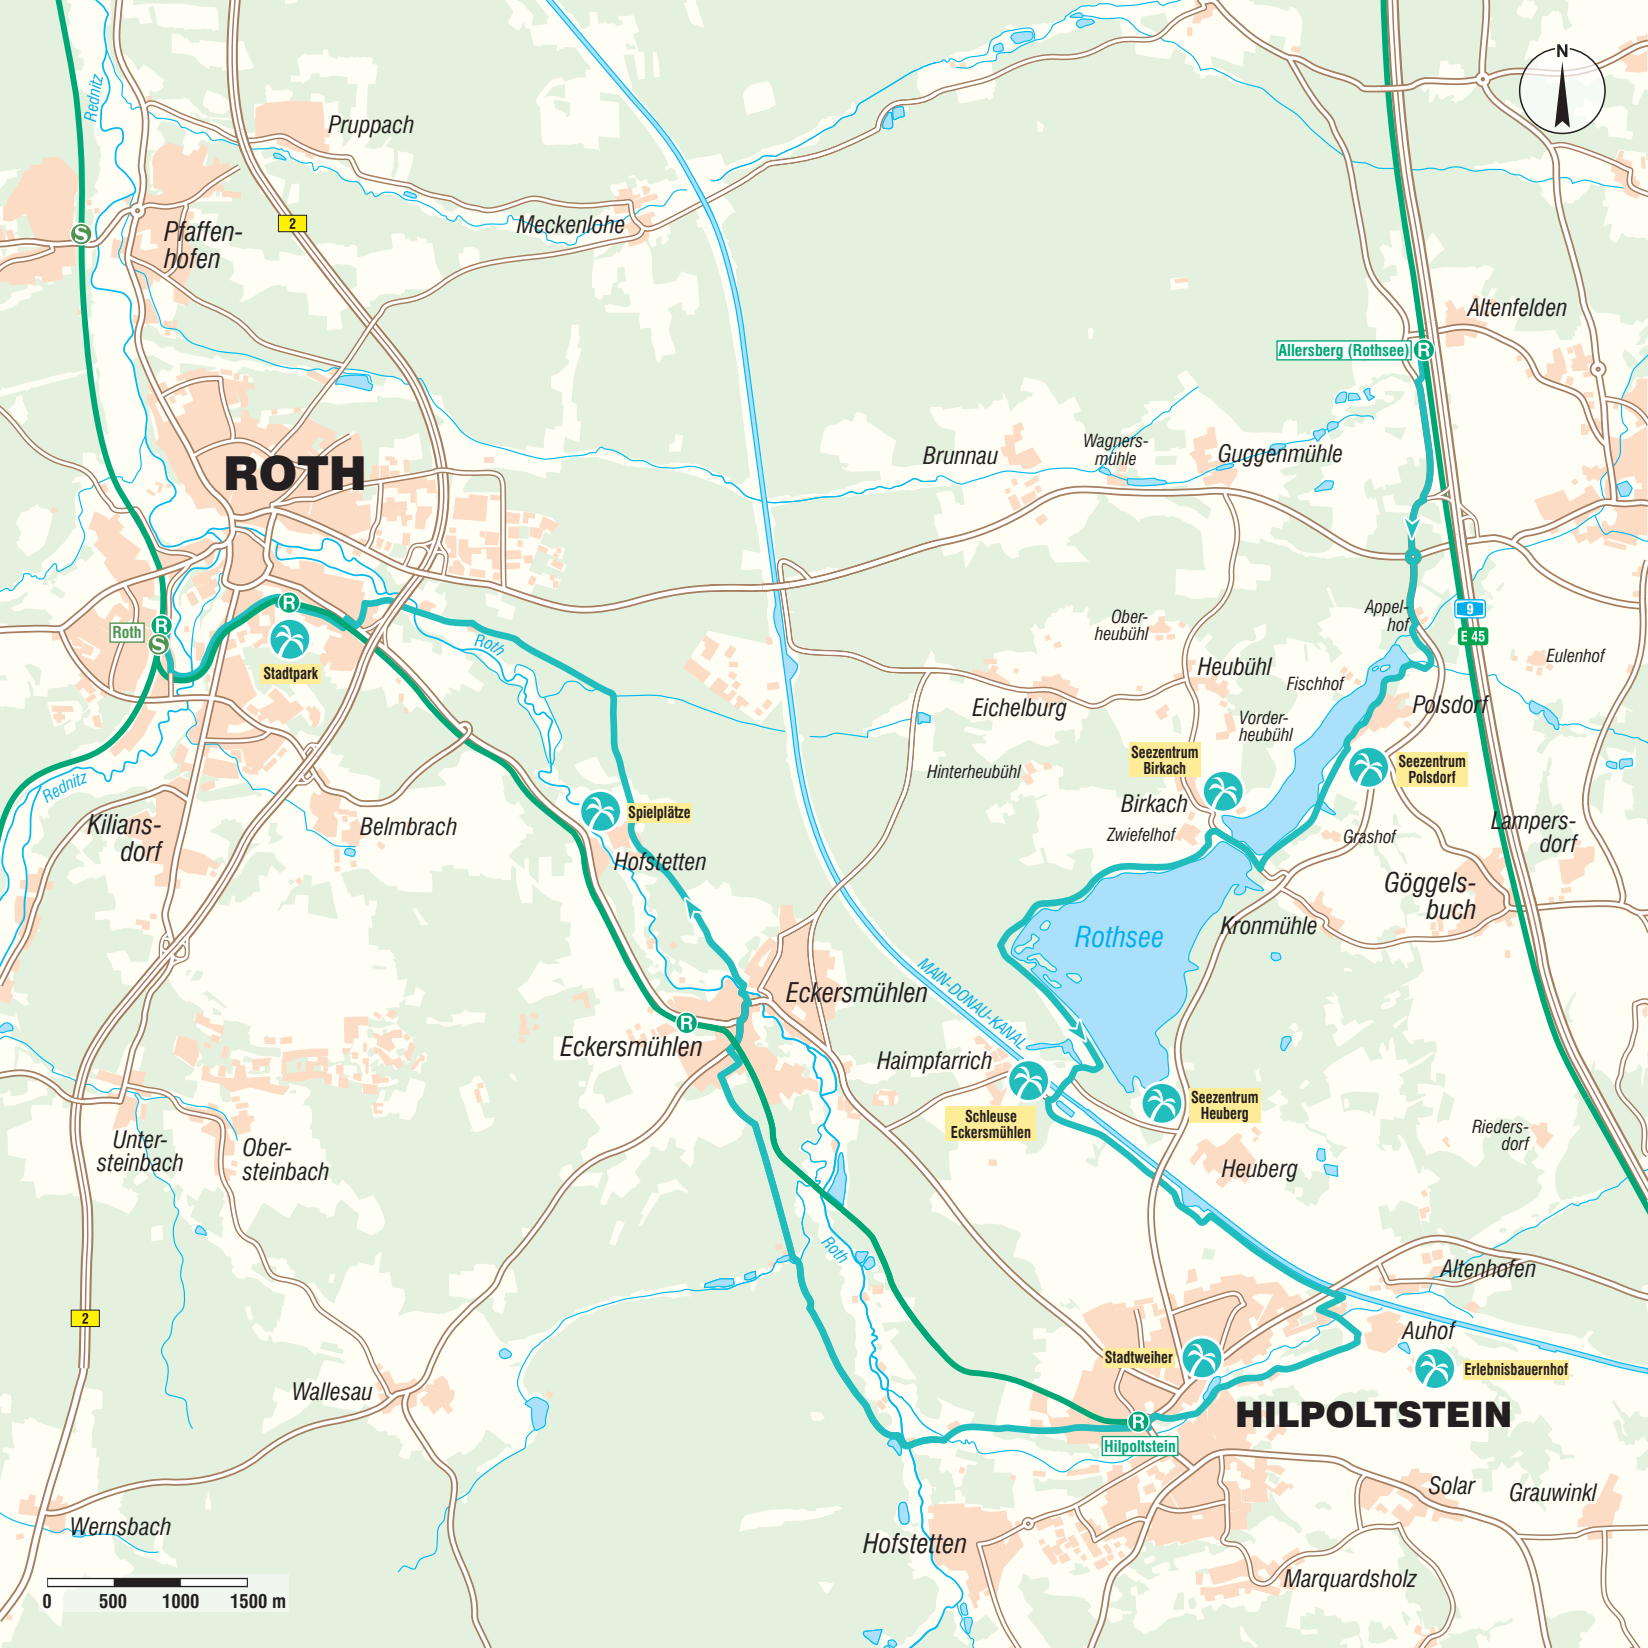 N
Rednitz
Pruppach
2
Pfaffen-
hofen
S
Meckenlohe
Altenfelden
Allersberg (Rothsee)
R
ROTH
Brunnau
Wagners-
mühle
Guggenmühle
9
E 45
Appel-
hof
Ober-
heubühl
Eulenhof
R
Roth
R
S
Stadtpark
Roth
Heubühl
Fischhof
Polsdorf
Eichelburg
Vorder-
heubühl
Seezentrum
Birkach
Seezentrum
Polsdorf
Hinterheubühl
Rednitz
Birkach
Zwiefelhof
Grashof
Lampers-
dorf
Spielplätze
Kilians-
dorf
Belmbrach
Hofstetten
Göggels-
buch
Kronmühle
Rothsee
MAIN-DONAU-KANAL
Eckersmühlen
R
Eckersmühlen
Haimpfarrich
Seezentrum
Heuberg
Schleuse
Eckersmühlen
Rieders-
dorf
Unter-
steinbach
Ober-
steinbach
Heuberg
Roth
Altenhofen
2
Auhof
Stadtweiher
Erlebnisbauernhof
Wallesau
HILPOLTSTEIN
R
Hilpoltstein
Solar
Grauwinkl
Wernsbach
Hofstetten
Marquardsholz
0 500 1000 1500 m